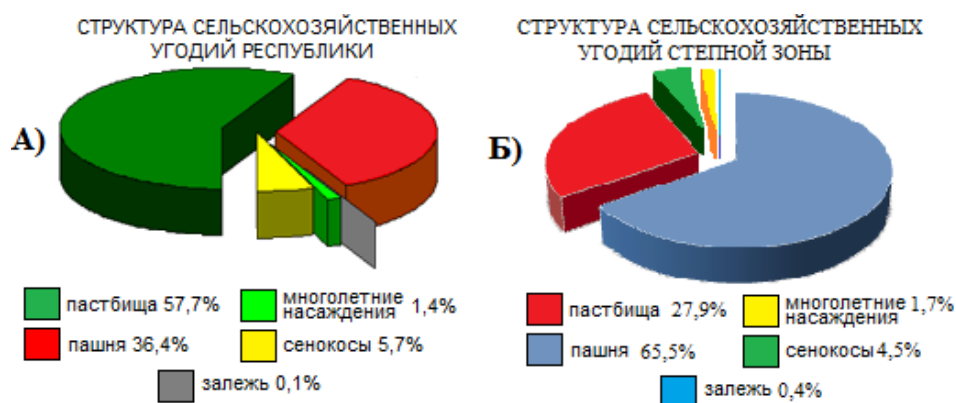 СТРУКТУРА СЕЛЬСКОХОЗЯЙСТВЕННЫХ
УГОДИЙ РЕСПУБЛИКИ
А)
пастбища 57,7%
многолетние
насаждения 1,4%
пашня 36,4%
сенокосы 5,7%
залежь 0,1%
СТРУКТУРА СЕЛЬСКОХОЗЯЙСТВЕННЫХ
УГОДИЙ СТЕПНОЙ ЗОНЫ
Б)
пастбища 27,9%
многолетние 1,7%
насаждения
пашня 65,5%
сенокосы 4,5%
залежь 0,4%